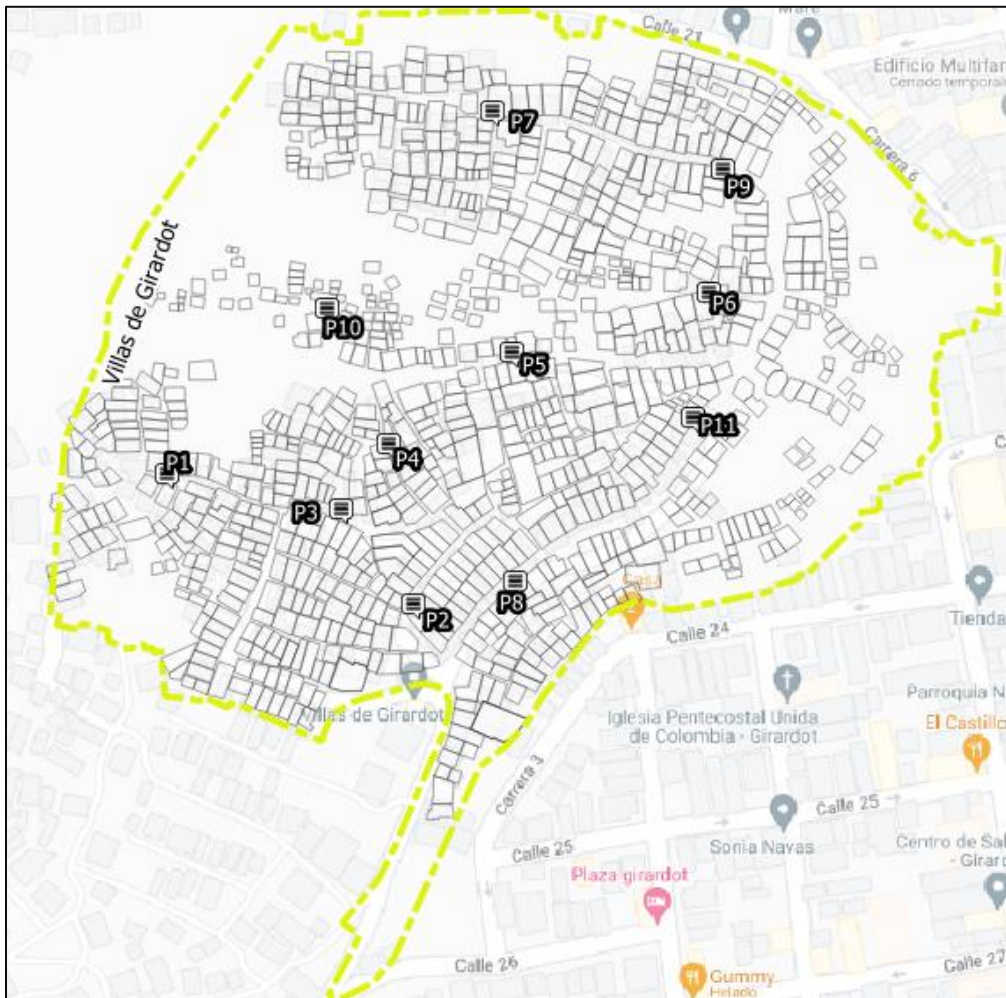 Calle 21
Edificio Multifar
Cerrado temporal
Carrera 6
P7
P9
Villas de Girardot
P6
P10
P5
P11
P4
P1
P3
P8
P2
Calle 24
Tienda
Villas de Girardot
Iglesia Pentecostal Unida
de Colombia - Girardot
Parroquia N
El Castillo
Carrera 3
Calle 25
Sonia Navas
Calle 25
Centro de Sal
- Girard
Plaza girardot
Calle 26
Calle 27
Gummy
Helado